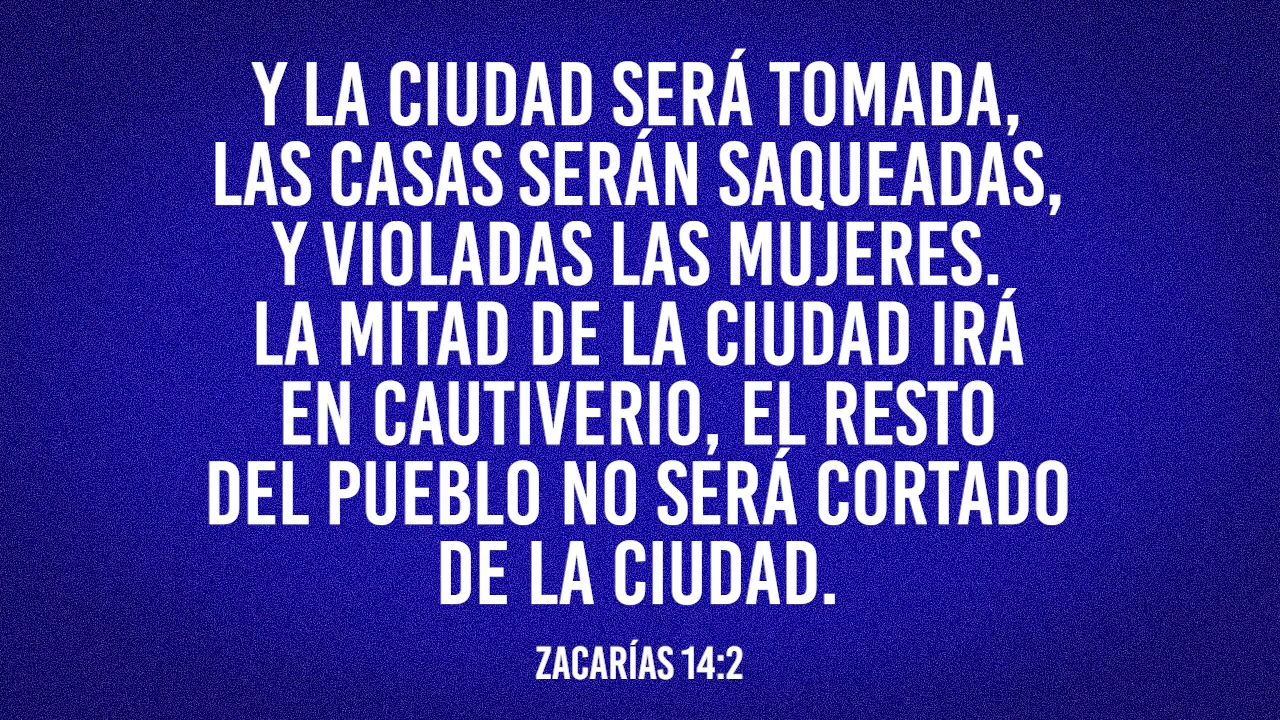 Y LA CIUDAD SERÁ TOMADA,
LAS CASAS SERÁN SAQUEADAS,
Y VIOLADAS LAS MUJERES.
LA MITAD DE LA CIUDAD IRÁ
EN CAUTIVERIO, EL RESTO
DEL PUEBLO NO SERÁ CORTADO
DE LA CIUDAD.
ZACARÍAS 14:2